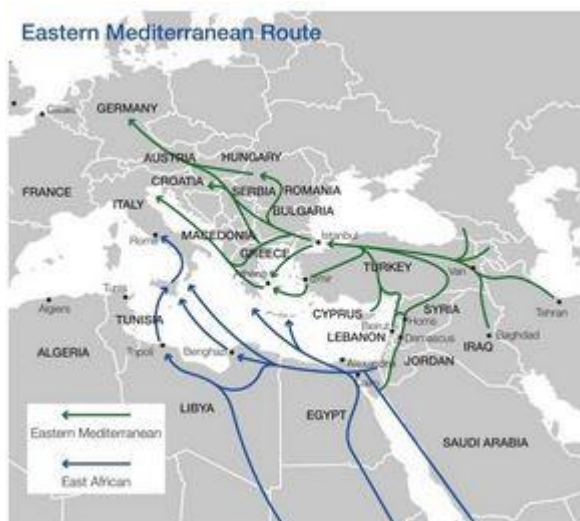 Eastern Mediterranean Route
GERMANY
Calais
AUSTRIA
HUNGARY
FRANCE
CROATIA
SERBIA
ROMANIA
ITALY
BULGARIA
Rome
MACEDONIA
Istanbul
GREECE
Athens
Izmir
TURKEY
Van
Tunis
Algiers
CYPRUS
SYRIA
Tehran
TUNISIA
Homs
Beirut
LEBANON
Damascus
IRAQ
Baghdad
ALGERIA
Tripoli
Benghazi
Alexandria
JORDAN
LIBYA
EGYPT
SAUDI ARABIA
Eastern Mediterranean
East African